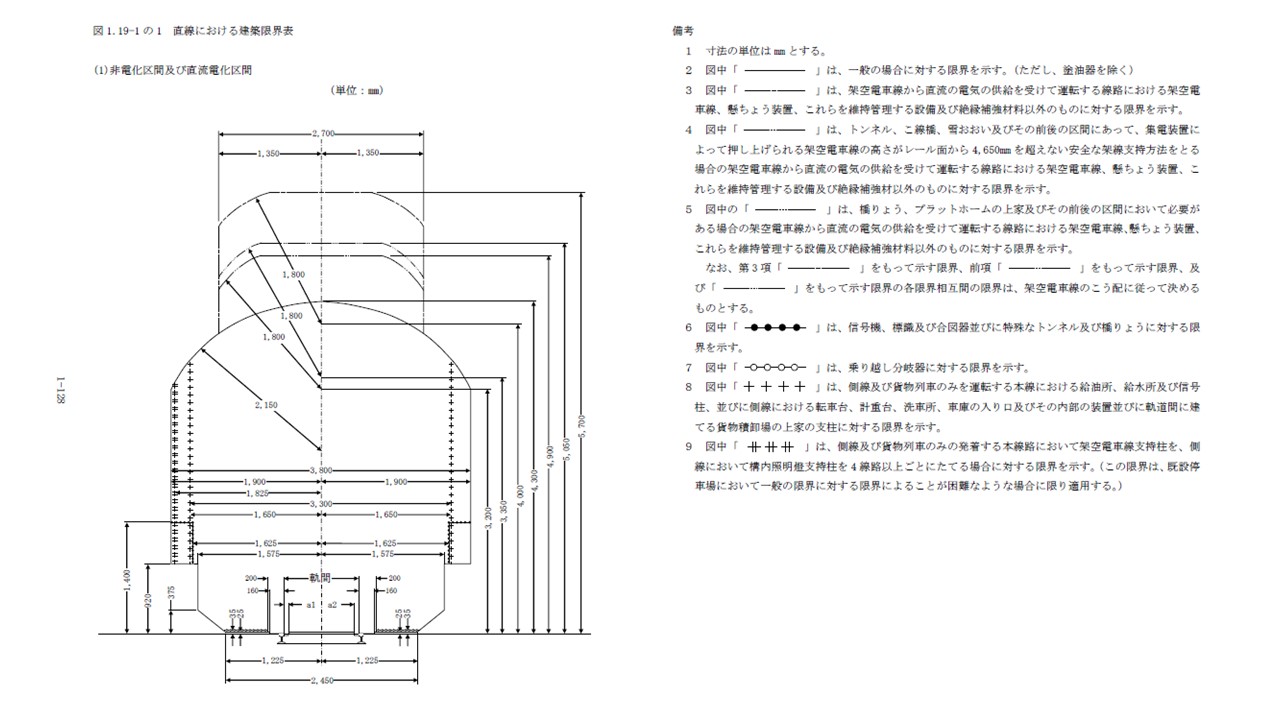 図1.19-1の1　直線における建築限界表
(1)非電化区間及び直流電化区間
(単位：㎜)
2,700
1,350　1,350
1,800
1,800
1,800
2,150
3,800
1,900　1,900
1,825
3,300
1,650　1,650
1,625　1,625
1,575　1,575
200　軌間　200
160　160
a1　a2
35　25　25　35
1,400
920
375
1,225　1,225
2,450
3,200
3,350
4,000
4,300
4,900
5,050
5,700
1-128
備考
1　寸法の単位は㎜とする。
2　図中「　」は、一般の場合に対する限界を示す。(ただし、塗油器を除く)
3　図中「　」は、架空電車線から直流の電気の供給を受けて運転する線路における架空電
車線、懸ちょう装置、これらを維持管理する設備及び絶縁補強材料以外のものに対する限界を示す。
4　図中「　」は、トンネル、こ線橋、雪おおい及びその前後の区間にあって、集電装置に
よって押し上げられる架空電車線の高さがレール面から4,650㎜を超えない安全な架線支持方法をとる
場合の架空電車線から直流の電気の供給を受けて運転する線路における架空電車線、懸ちょう装置、こ
れらを維持管理する設備及び絶縁補強材以外のものに対する限界を示す。
5　図中の「　」は、橋りょう、プラットホームの上家及びその前後の区間において必要が
ある場合の架空電車線から直流の電気の供給を受けて運転する線路における架空電車線、懸ちょう装置、
これらを維持管理する設備及び絶縁補強材料以外のものに対する限界を示す。
なお、第3項「　」をもって示す限界、前項「　」をもって示す限界、及
び「　」をもって示す限界の各限界相互間の限界は、架空電車線のこう配に従って決める
ものとする。
6　図中「　」は、信号機、標識及び合図器並びに特殊なトンネル及び橋りょうに対する限
界を示す。
7　図中「　」は、乗り越し分岐器に対する限界を示す。
8　図中「　」は、側線及び貨物列車のみを運転する本線における給油所、給水所及び信号
柱、並びに側線における転車台、計重台、洗車所、車庫の入り口及びその内部の装置並びに軌道間に建
てる貨物積卸場の上家の支柱に対する限界を示す。
9　図中「　」は、側線及び貨物列車のみの発着する本線路において架空電車線支持柱を、側
線において構内照明燈支持柱を4線路以上ごとにたてる場合に対する限界を示す。(この限界は、既設停
車場において一般の限界に対する限界によることが困難なような場合に限り適用する。)